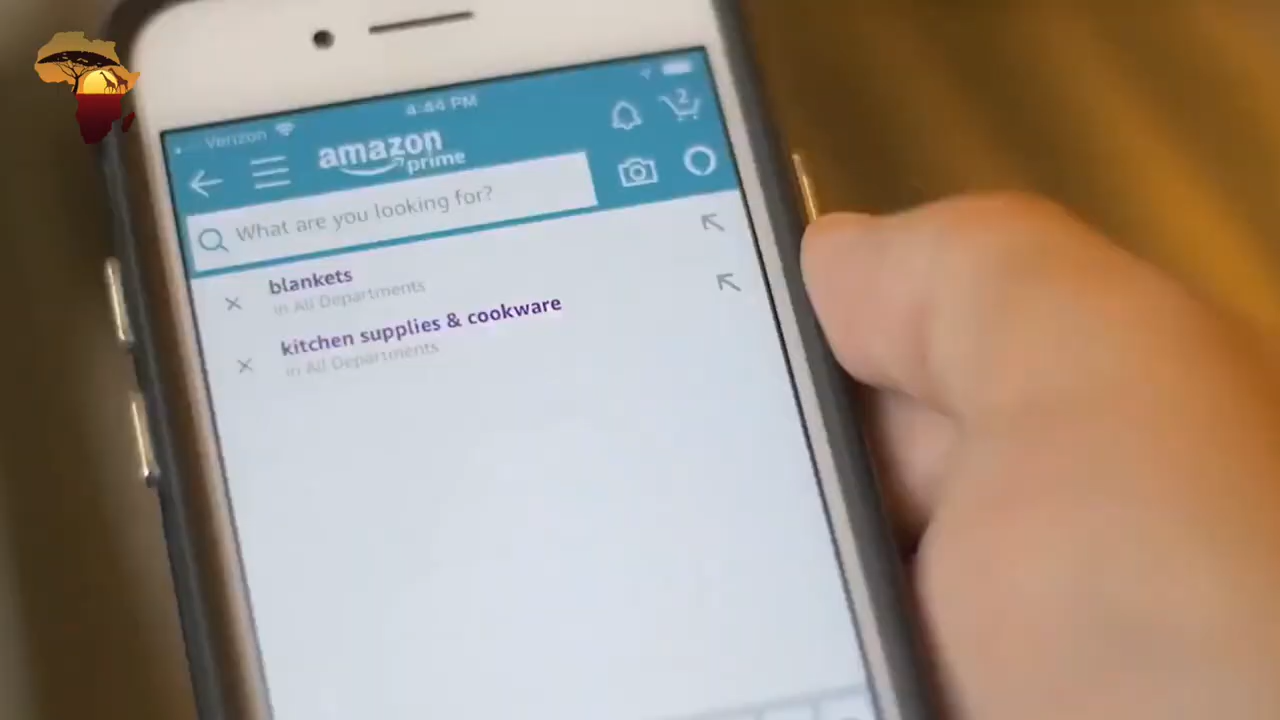 Verizon
4:44 PM
amazon
prime
2
What are you looking for?
blankets
in All Departments
kitchen supplies & cookware
in All Departments